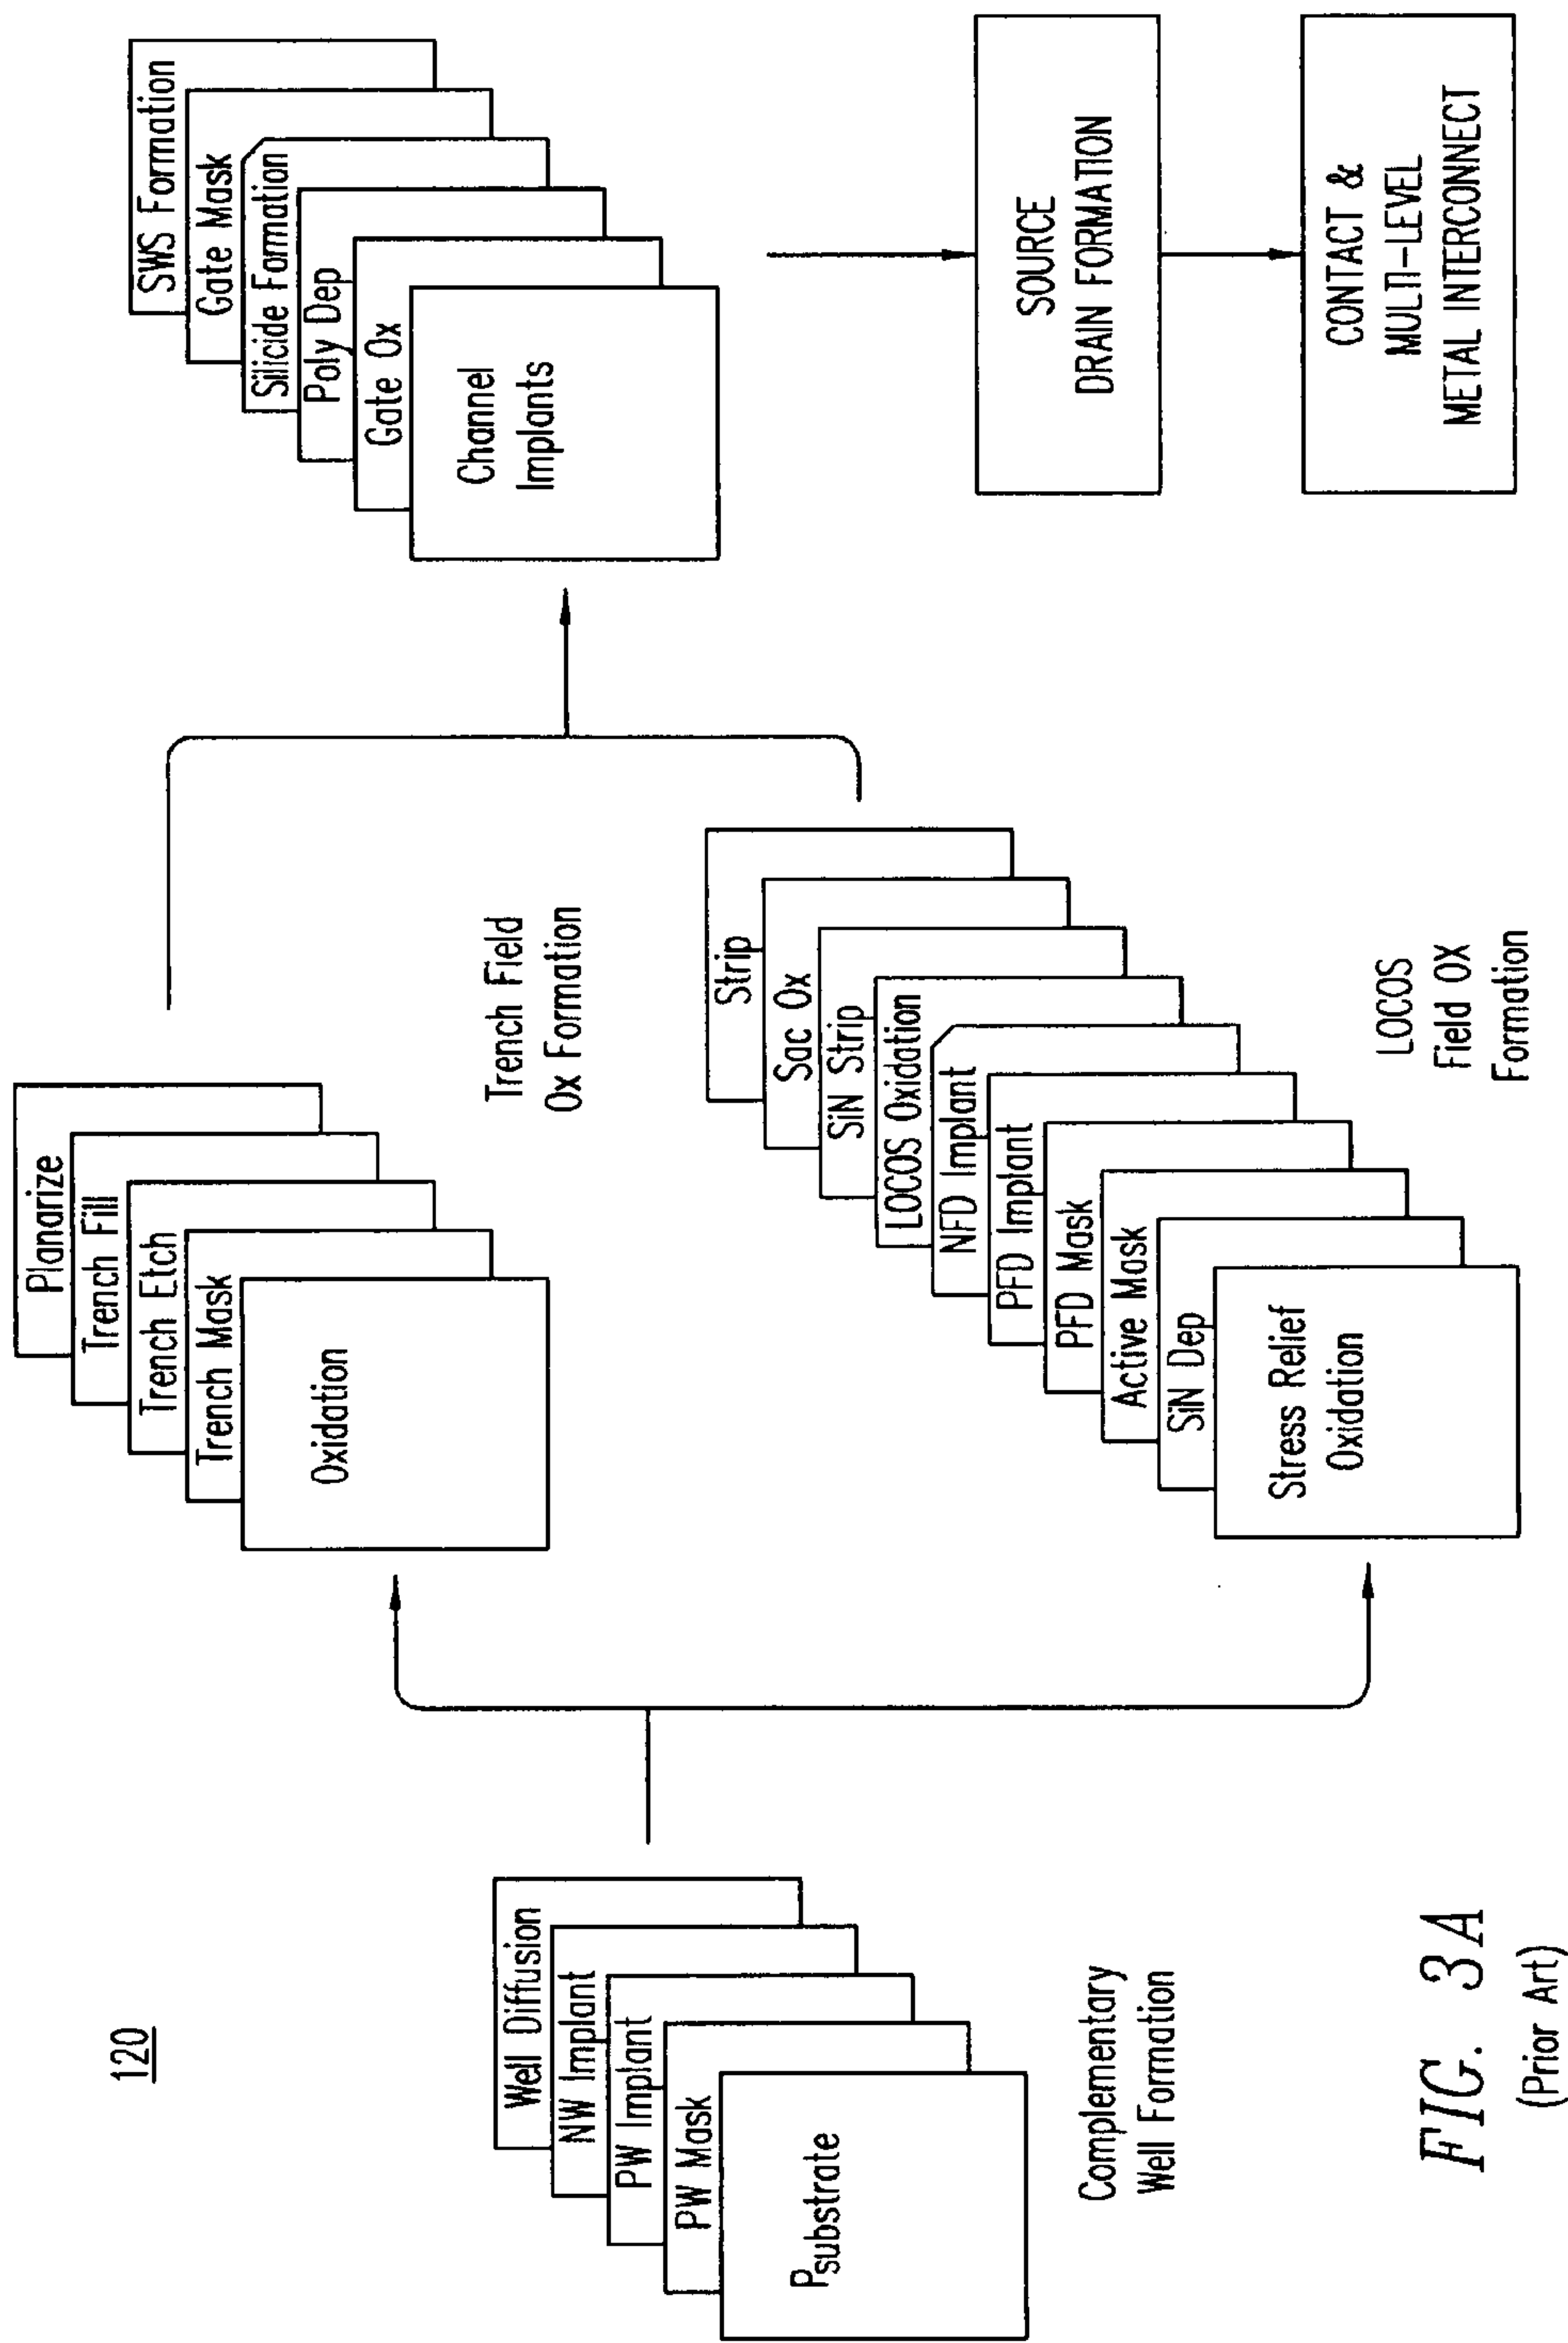 120
Well Diffusion
NW Implant
PW Implant
PW Mask
Psubstrate
Complementary
Well Formation
Planarize
Trench Fill
Trench Etch
Trench Mask
Oxidation
Trench Field
Ox Formation
Strip
Sac Ox
SiN Strip
LOCOS Oxidation
NFD Implant
PFD Implant
PFD Mask
Active Mask
SiN Dep
Stress Relief
Oxidation
LOCOS
Field OX
Formation
SWS Formation
Gate Mask
Silicide Formation
Poly Dep
Gate Ox
Channel
Implants
SOURCE
DRAIN FORMATION
CONTACT &
MULTI-LEVEL
METAL INTERCONNECT
FIG. 3A
(Prior Art)